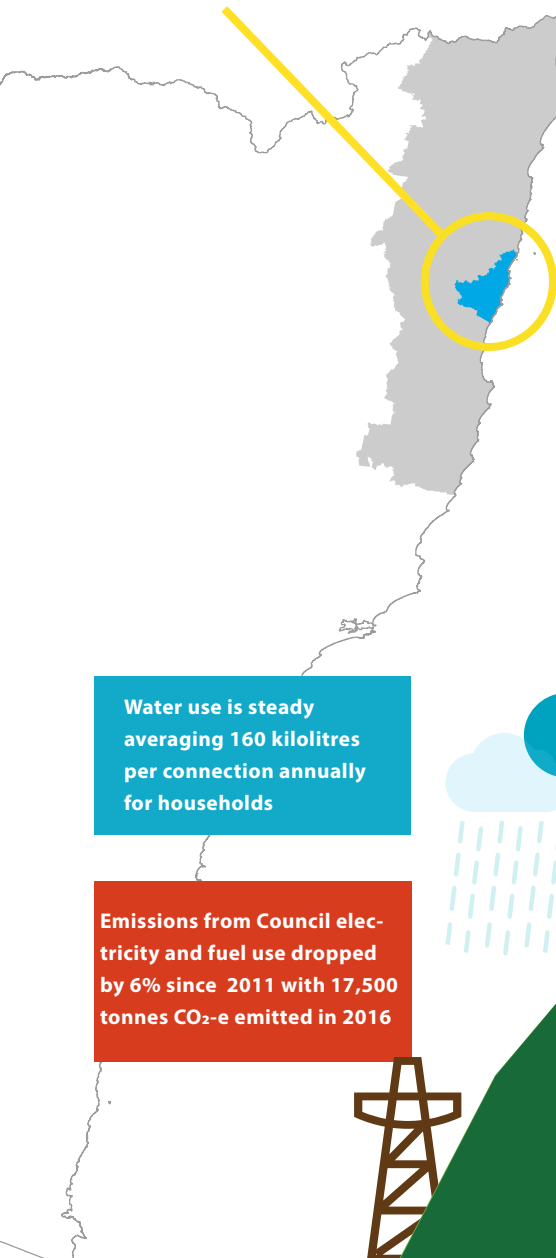 Water use is steady
averaging 160 kilolitres
per connection annually
for households
Emissions from Council elec-
tricity and fuel use dropped
by 6% since  2011 with 17,500
tonnes CO₂-e emitted in 2016